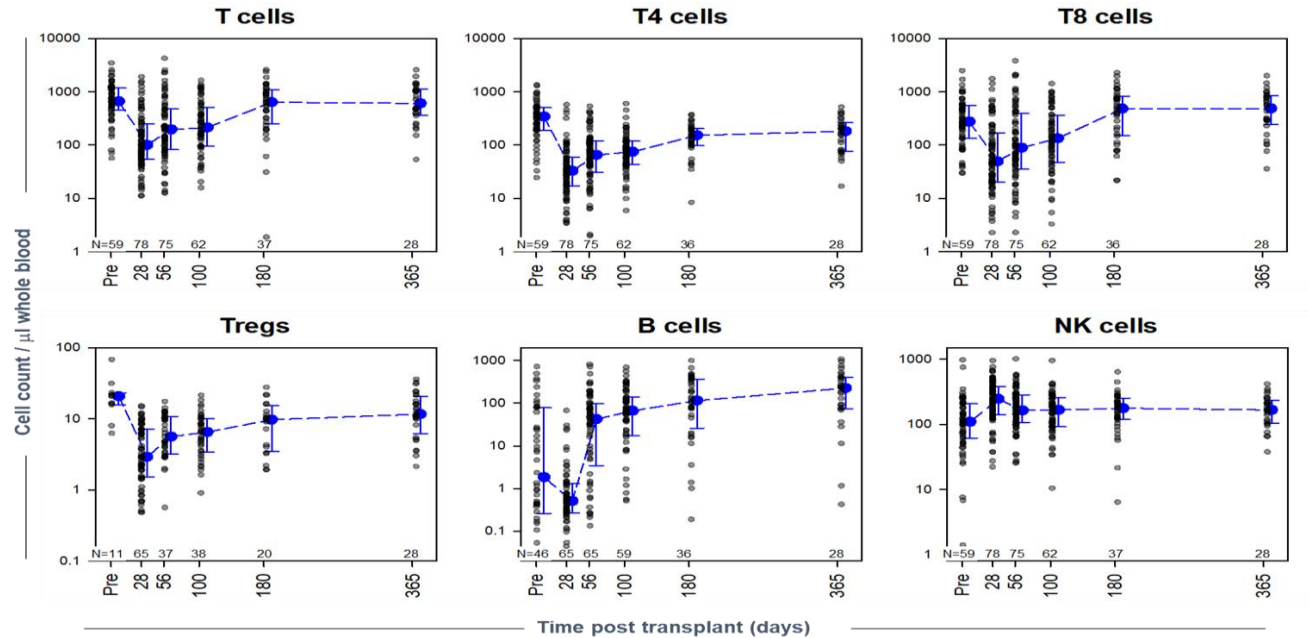 T cells
T4 cells
T8 cells
10000
1000
100
10
1
N=59 78 75 62 37 28
Pre 28 56 100 180 365
10000
1000
100
10
1
N=59 78 75 62 36 28
Pre 28 56 100 180 365
10000
1000
100
10
1
N=59 78 75 62 36 28
Pre 28 56 100 180 365
Cell count / µl whole blood
Tregs
B cells
NK cells
100
10
1
0.1
N=11 65 37 38 20 28
Pre 28 56 100 180 365
1000
100
10
1
0.1
N=46 65 65 59 36 28
Pre 28 56 100 180 365
1000
100
10
1
N=59 78 75 62 37 28
Pre 28 56 100 180 365
Time post transplant (days)